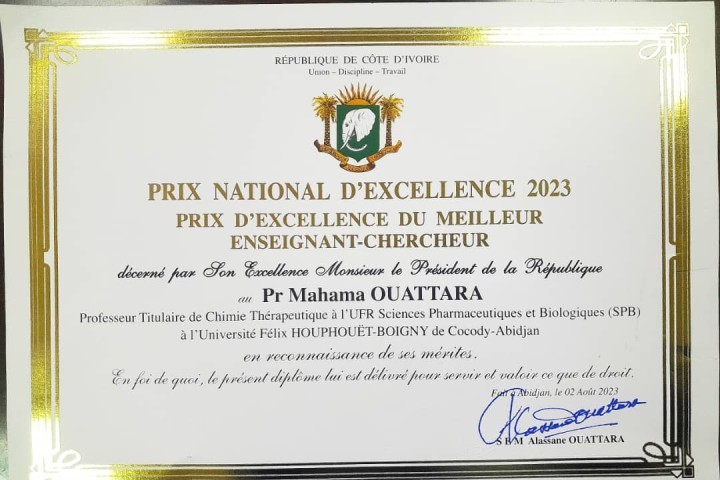 RÉPUBLIQUE DE CÔTE D'IVOIRE
Union – Discipline – Travail
PRIX NATIONAL D'EXCELLENCE 2023
PRIX D'EXCELLENCE DU MEILLEUR
ENSEIGNANT-CHERCHEUR
décerné par Son Excellence Monsieur le Président de la République
au Pr Mahama OUATTARA
Professeur Titulaire de Chimie Thérapeutique à l'UFR Sciences Pharmaceutiques et Biologiques (SPB)
à l'Université Félix HOUPHOUËT-BOIGNY de Cocody-Abidjan
en reconnaissance de ses mérites.
En foi de quoi, le présent diplôme lui est délivré pour servir et valoir ce que de droit.
Fait à Abidjan, le 02 Août 2023
Alassane Ouattara
S E M Alassane OUATTARA